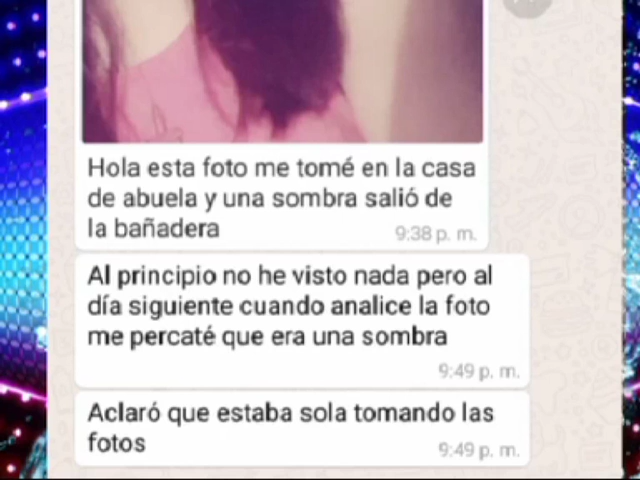 Hola esta foto me tomé en la casa
de abuela y una sombra salió de
la bañadera
9:38 p. m.
Al principio no he visto nada pero al
día siguiente cuando analice la foto
me percaté que era una sombra
9:49 p. m.
Aclaró que estaba sola tomando las
fotos
9:49 p. m.